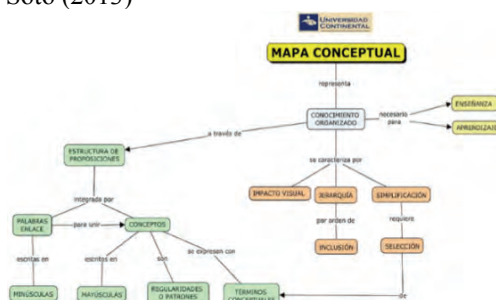 Soto (2015)
UNIVERSIDAD
CONTINENTAL
MAPA CONCEPTUAL
representa
CONOCIMIENTO
ORGANIZADO
necesario
para
ENSEÑANZA
APRENDIZAJE
a través de
ESTRUCTURA DE
PROPOSICIONES
se caracteriza por
integrada por
IMPACTO VISUAL
JERARQUÍA
SIMPLIFICACIÓN
PALABRAS
ENLACE
para unir
CONCEPTOS
por orden de
requiere
INCLUSIÓN
SELECCIÓN
escritas en
escritos en
son
se expresan con
MINÚSCULAS
MAYÚSCULAS
REGULARIDADES
O PATRONES
TÉRMINOS
CONCEPTUALES
de